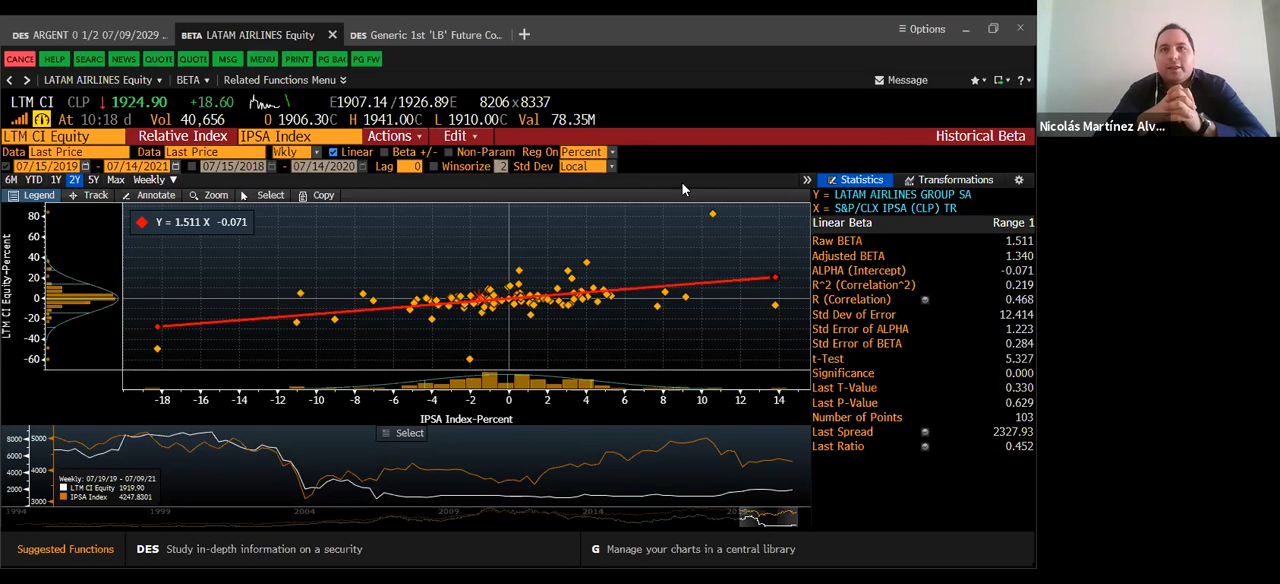 DES ARGENT 0 1/2 07/09/2029 ... BETA LATAM AIRLINES Equity × DES Generic 1st 'LB' Future Co... + Options
CANCE HELP SEARC NEWS QUOTE QUOTE MSG MENU PRINT PG BA PG FW
< > LATAM AIRLINES Equity BETA Related Functions Menu Message ?
LTM CI CLP ↓ 1924.90 +18.60 E1907.14 / 1926.89E 8206 x 8337
At 10:18 d Vol 40,656 O 1906.30C H 1941.00C L 1910.00C Val 78.35M
LTM CI Equity Relative Index IPSA Index Actions Edit Historical Beta
Data Last Price Data Last Price Wkly Linear Beta +/- Non-Param Reg On Percent
07/15/2019 - 07/14/2021 07/15/2018 - 07/14/2020 Lag 0 Winsorize 2 Std Dev Local
6M YTD 1Y 2Y 5Y Max Weekly ▼ » Statistics Transformations
Legend Track Annotate Zoom Select Copy
Y = LATAM AIRLINES GROUP SA
X = S&P/CLX IPSA (CLP) TR
Linear Beta Range 1
Raw BETA 1.511
Adjusted BETA 1.340
ALPHA (Intercept) -0.071
R^2 (Correlation^2) 0.219
R (Correlation) 0.468
Std Dev of Error 12.414
Std Error of ALPHA 1.223
Std Error of BETA 0.284
t-Test 5.327
Significance 0.000
Last T-Value 0.330
Last P-Value 0.629
Number of Points 103
Last Spread 2327.93
Last Ratio 0.452
Y = 1.511 X -0.071
LTM CI Equity-Percent
80
60
40
20
0
-20
-40
-60
-18 -16 -14 -12 -10 -8 -6 -4 -2 0 2 4 6 8 10 12 14
IPSA Index-Percent
Select
8000 5000
6000
4000 4000
2000
3000
Weekly: 07/19/19 - 07/09/21
LTM CI Equity 1919.90
IPSA Index 4247.8301
1994 1999 2004 2009 2014
Suggested Functions DES Study in-depth information on a security G Manage your charts in a central library
Nicolás Martínez Alv...